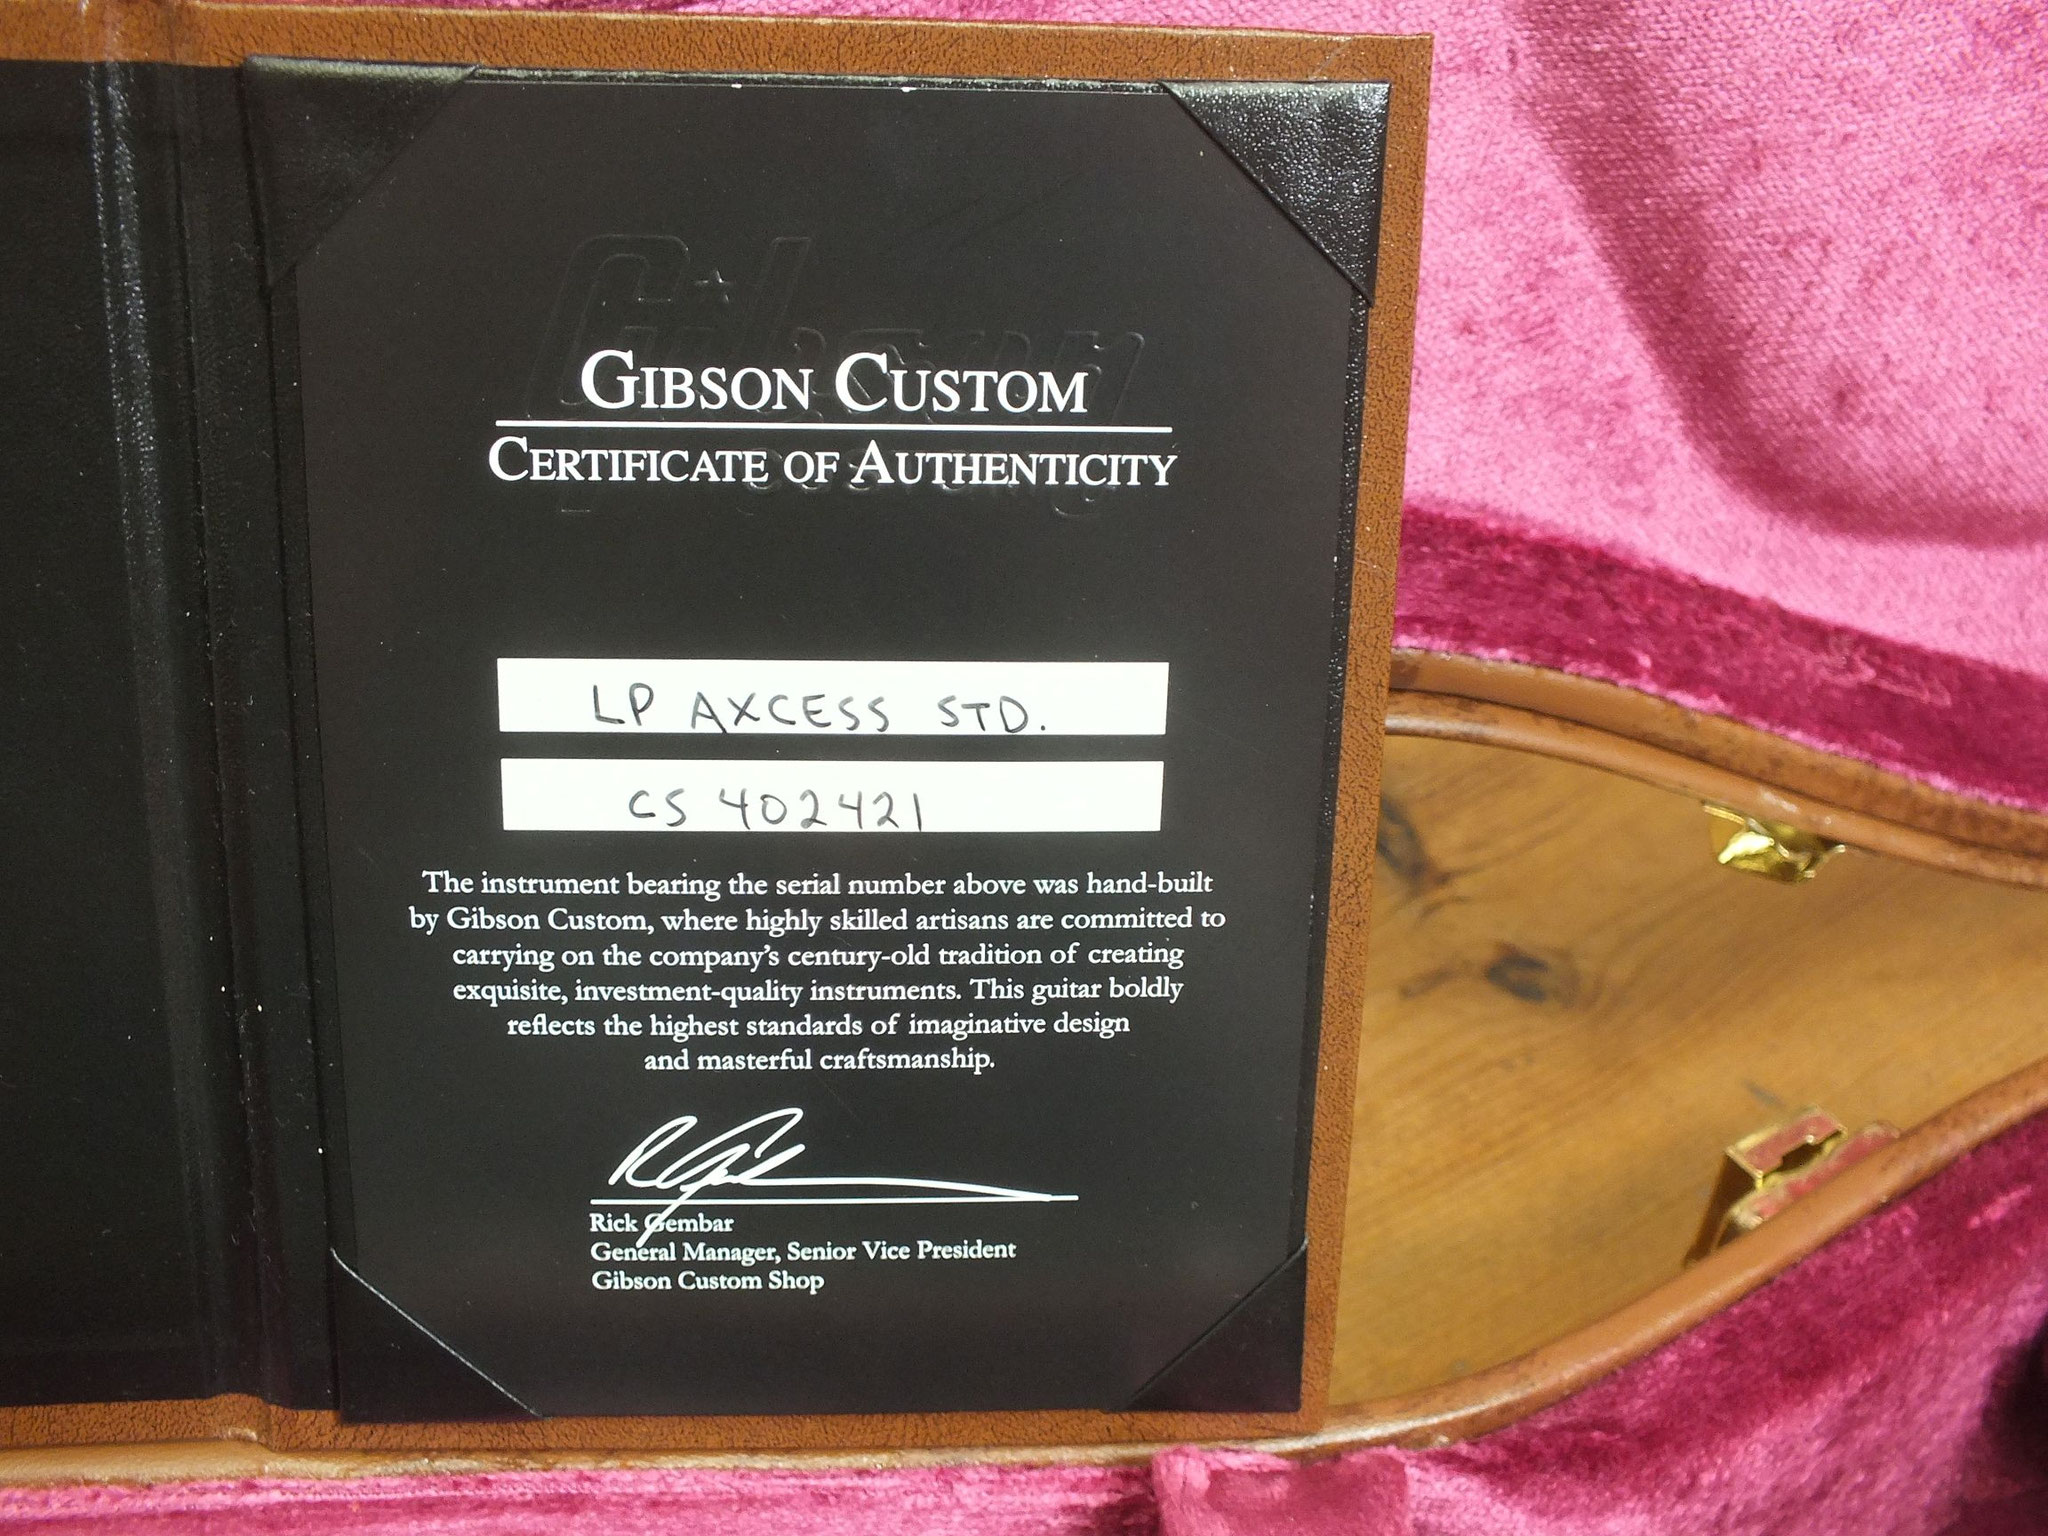 Gibson Custom
Certificate of Authenticity
LP AXCESS STD.
CS 402421
The instrument bearing the serial number above was hand-built
by Gibson Custom, where highly skilled artisans are committed to
carrying on the company's century-old tradition of creating
exquisite, investment-quality instruments. This guitar boldly
reflects the highest standards of imaginative design
and masterful craftsmanship.
Rick Gembar
General Manager, Senior Vice President
Gibson Custom Shop